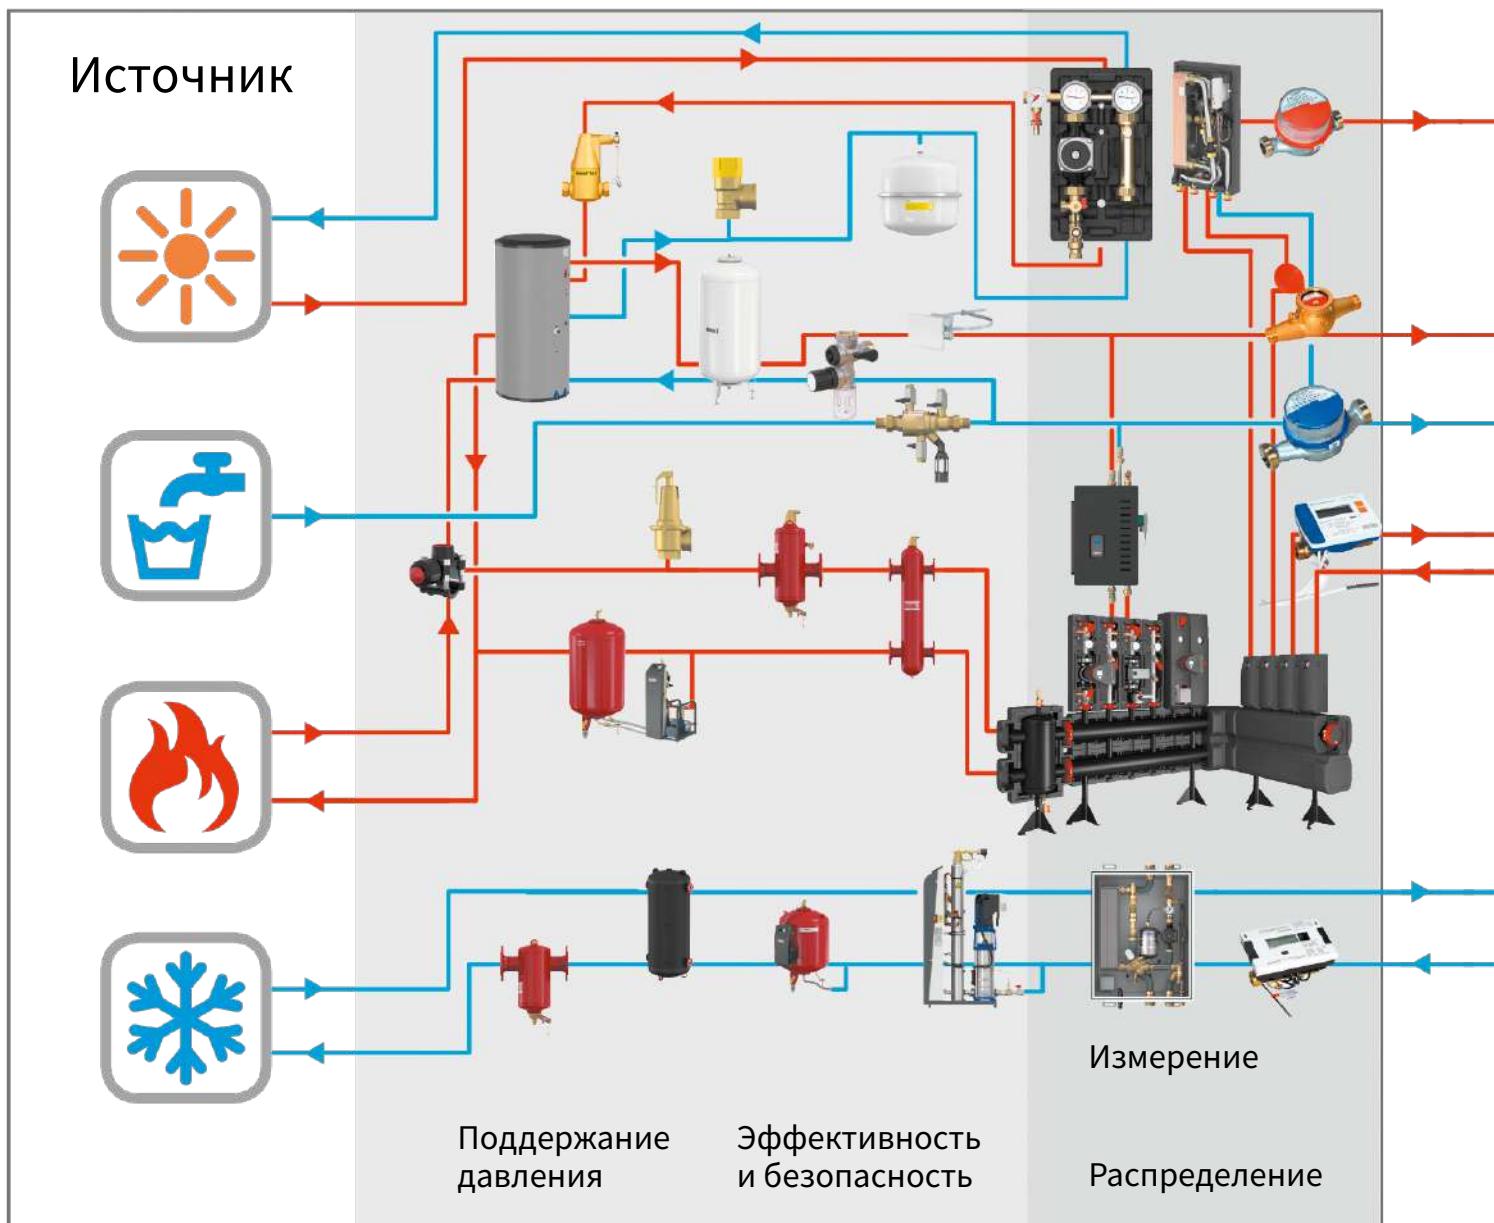 Источник
Измерение
Поддержание
давления
Эффективность
и безопасность
Распределение